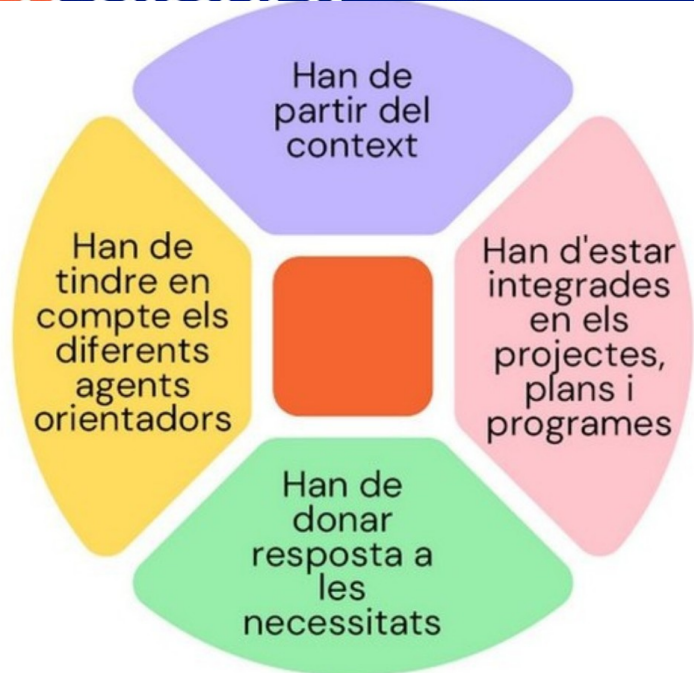 Han de
partir del
context
Han de
tindre en
compte els
diferents
agents
orientadors
Han d'estar
integrades
en els
projectes,
plans i
programes
Han de
donar
resposta a
les
necessitats